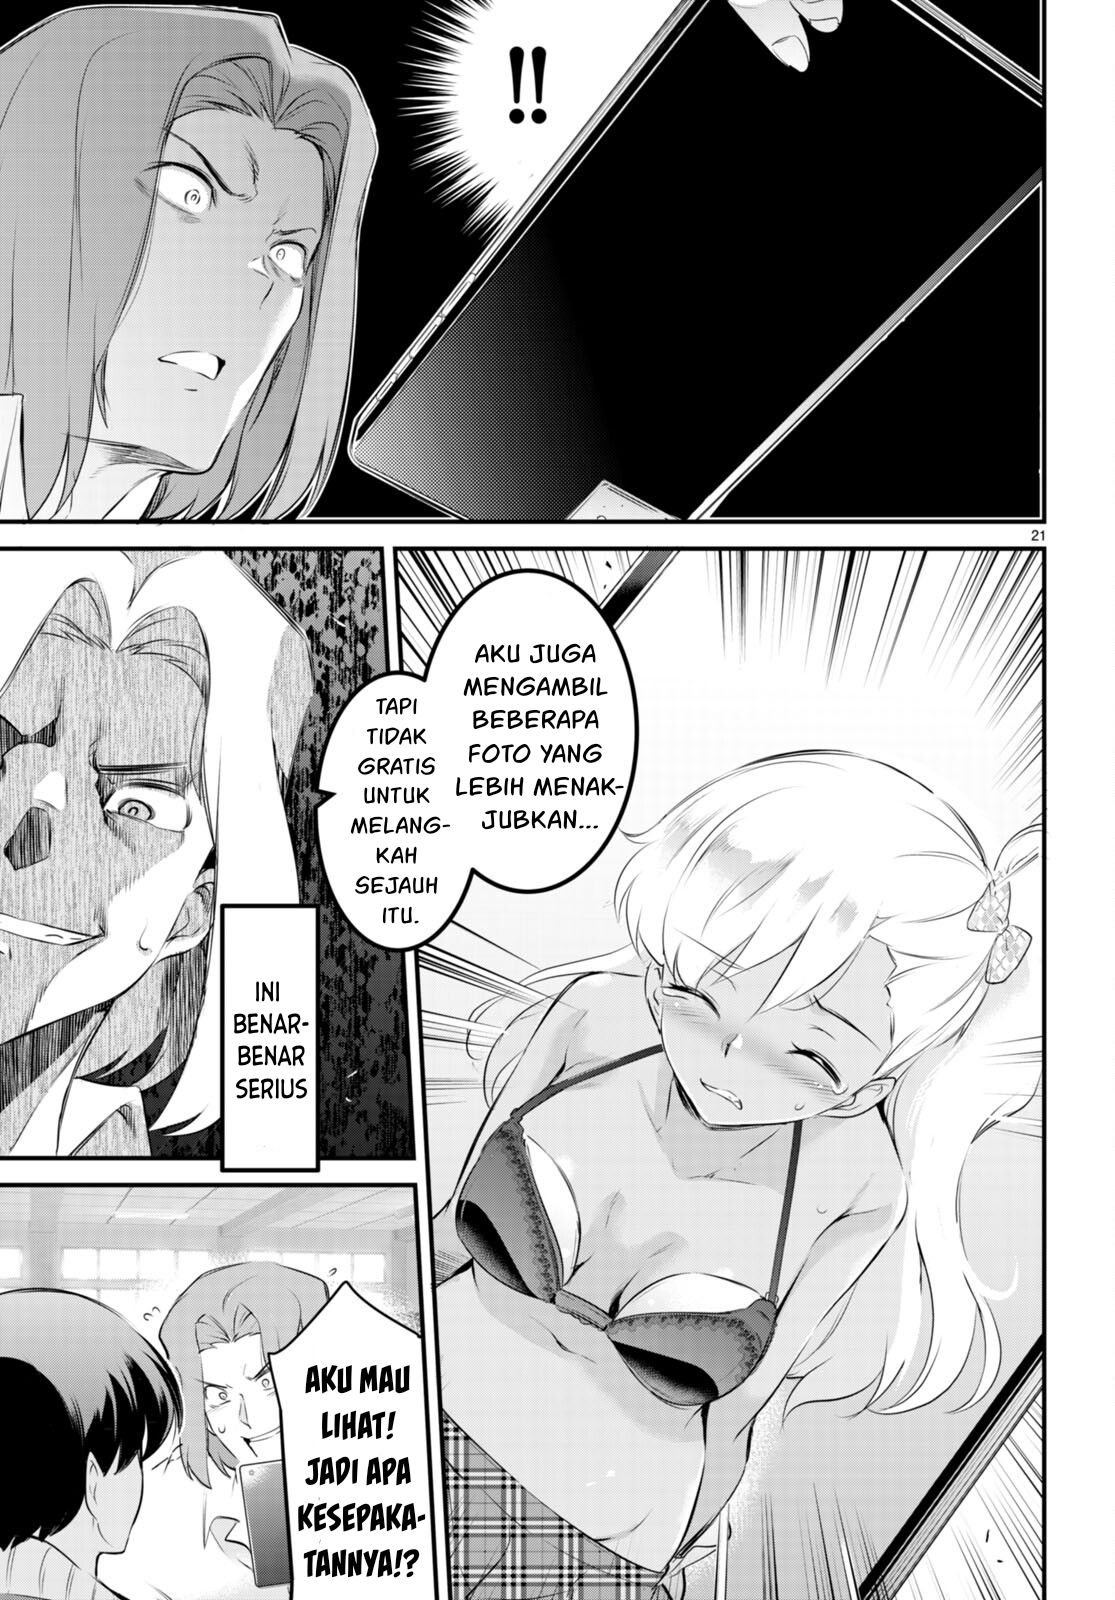 !!
21
AKU JUGA
MENGAMBIL
BEBERAPA
FOTO YANG
LEBIH MENAK-
JUBKAN...
TAPI
TIDAK
GRATIS
UNTUK
MELANG-
KAH
SEJAUH
ITU.
INI
BENAR-
BENAR
SERIUS
AKU MAU
LIHAT!
JADI APA
KESEPAKA-
TANNYA!?